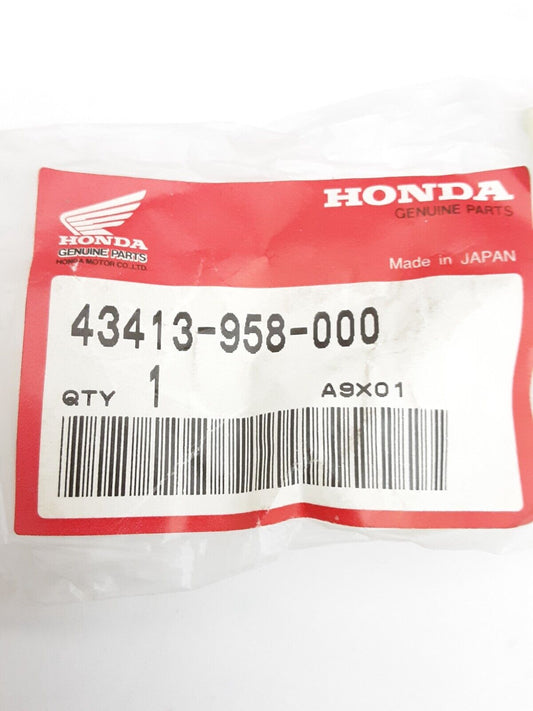 HONDA
GENUINE PARTS
HONDA MOTOR CO., LTD.
HONDA
GENUINE PARTS
Made in JAPAN
43413-958-000
QTY 1 A9X01